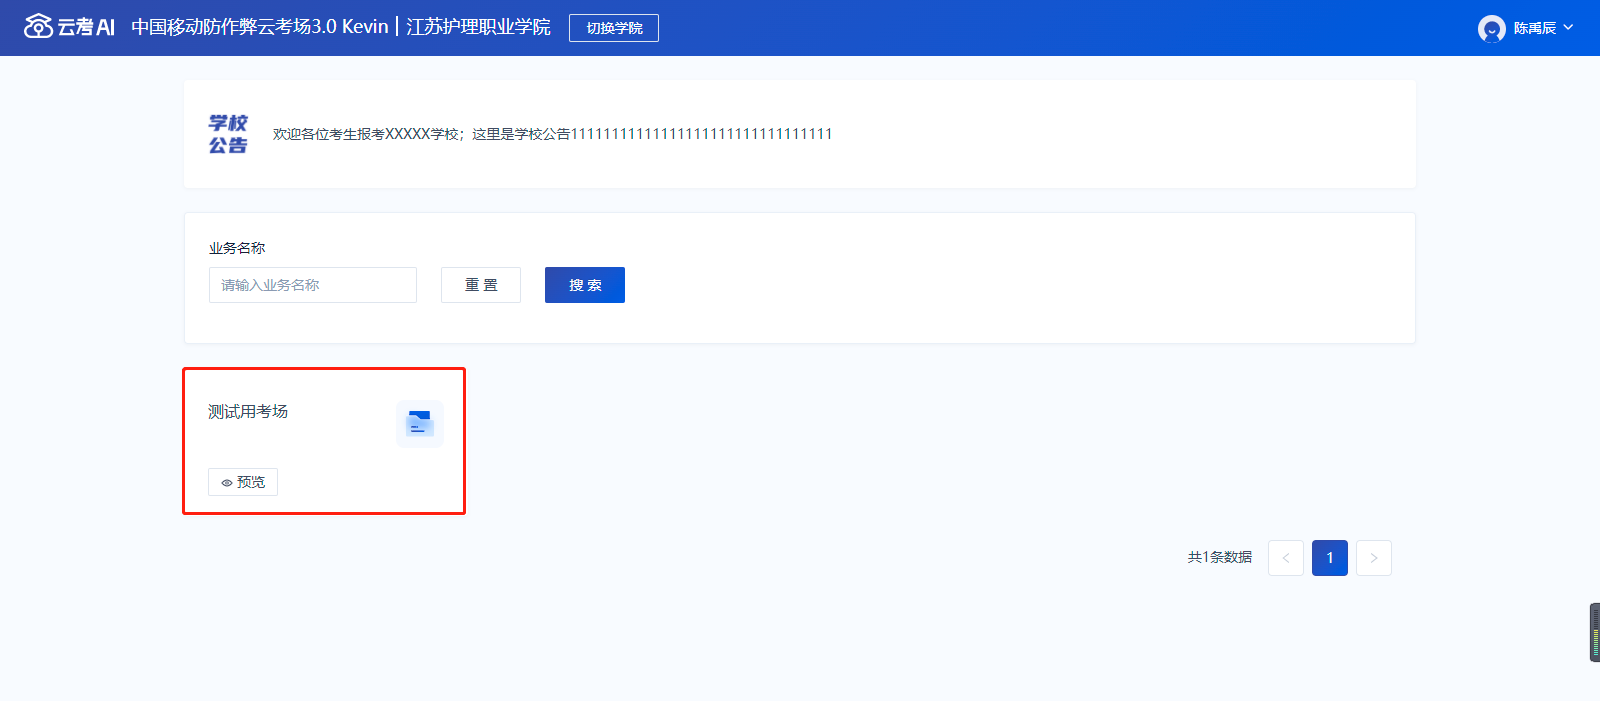 云考AI 中国移动防作弊云考场3.0 Kevin | 江苏护理职业学院 切换学院 陈禹辰
学校公告 欢迎各位考生报考XXXXX学校；这里是学校公告11111111111111111111111111111111
业务名称
请输入业务名称 重 置 搜 索
测试用考场
预览
共1条数据 < 1 >